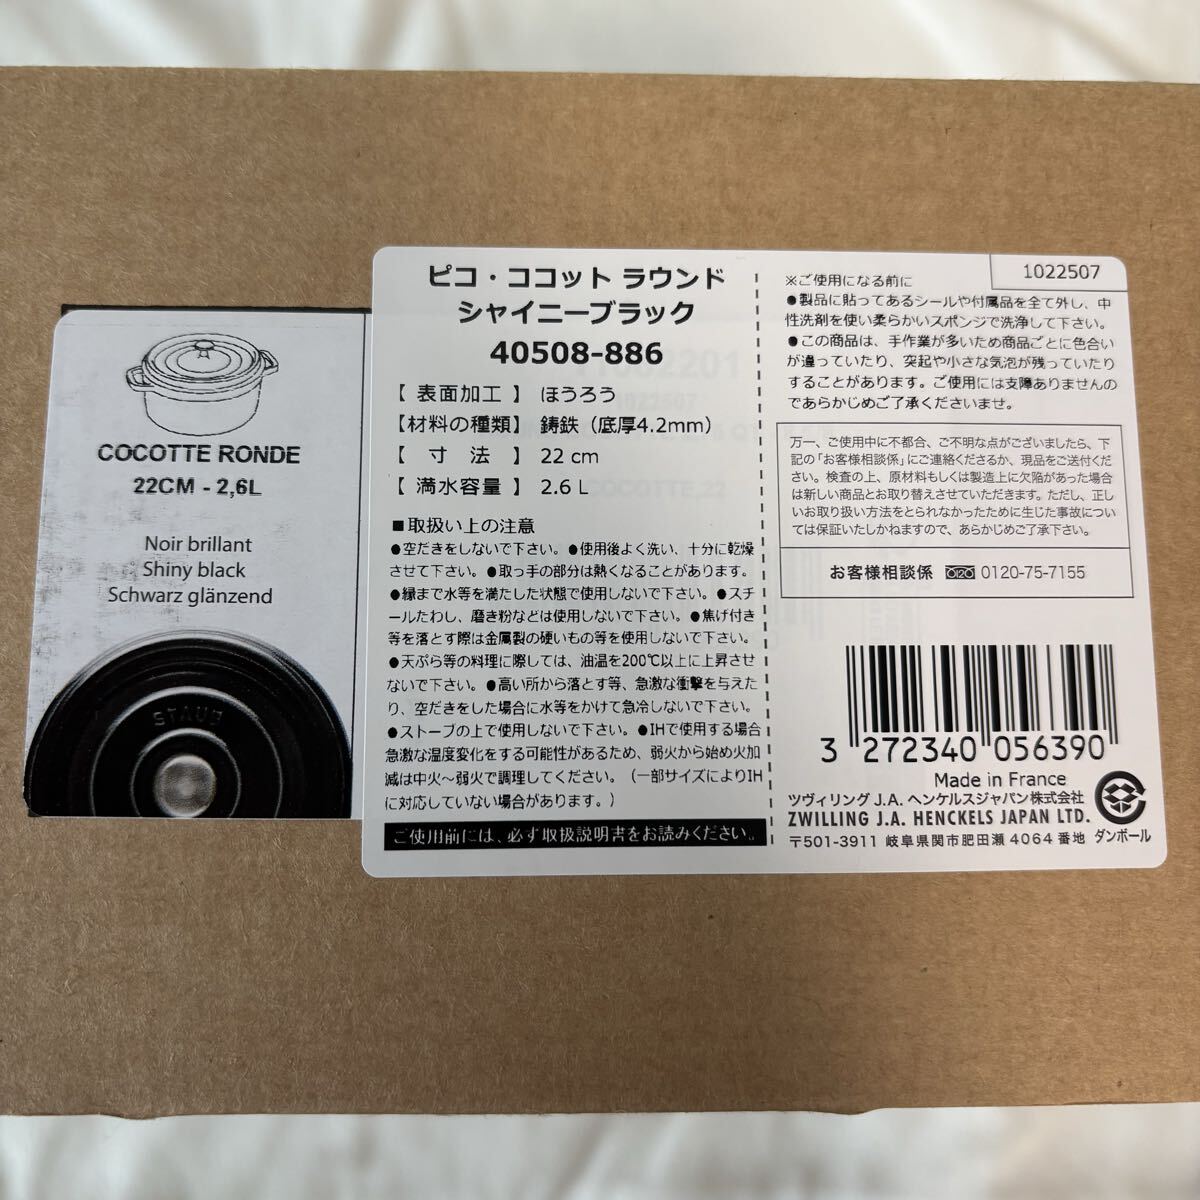 COCOTTE RONDE
22CM - 2,6L
Noir brillant
Shiny black
Schwarz glänzend
STAUB
ピコ・ココット ラウンド
シャイニーブラック
40508-886
【 表面加工 】 ほうろう
【材料の種類】 鋳鉄（底厚4.2mm）
【 寸 法 】 22 cm
【 満水容量 】 2.6 L
■取扱い上の注意
●空だきをしないで下さい。●使用後よく洗い、十分に乾燥
させて下さい。●取っ手の部分は熱くなることがあります。
●縁まで水等を満たした状態で使用しないで下さい。●スチ
ールたわし、磨き粉などは使用しないで下さい。●焦げ付き
等を落とす際は金属製の硬いもの等を使用しないで下さい。
●天ぷら等の料理に際しては、油温を200℃以上に上昇させ
ないで下さい。●高い所から落とす等、急激な衝撃を与えた
り、空だきをした場合に水等をかけて急冷しないで下さい。
●ストーブの上で使用しないで下さい。●IHで使用する場合
急激な温度変化をする可能性があるため、弱火から始め火加
減は中火～弱火で調理してください。（一部サイズによりIH
に対応していない場合があります。）
ご使用前には、必ず取扱説明書をお読みください。
1022507
※ご使用になる前に
●製品に貼ってあるシールや付属品を全て外し、中
性洗剤を使い柔らかいスポンジで洗浄して下さい。
●この商品は、手作業が多いため商品ごとに色合い
が違っていたり、突起や小さな気泡が残っていたり
することがあります。ご使用には支障ありませんの
であらかじめご了承くださいませ。
万一、ご使用中に不都合、ご不明な点がございましたら、下
記の「お客様相談係」にご連絡くださるか、現品をご送付くだ
さい。検査の上、原材料もしくは製造上に欠陥があった場合
は新しい商品とお取り替えさせていただきます。ただし、正し
いお取り扱い方法をとられなかったために生じた事故につい
ては保証いたしかねますので、あらかじめご了承下さい。
お客様相談係 0120-75-7155
3 272340 056390
Made in France
ツヴィリング J.A. ヘンケルスジャパン株式会社
ZWILLING J.A. HENCKELS JAPAN LTD.
〒501-3911 岐阜県関市肥田瀬 4064 番地 ダンボール